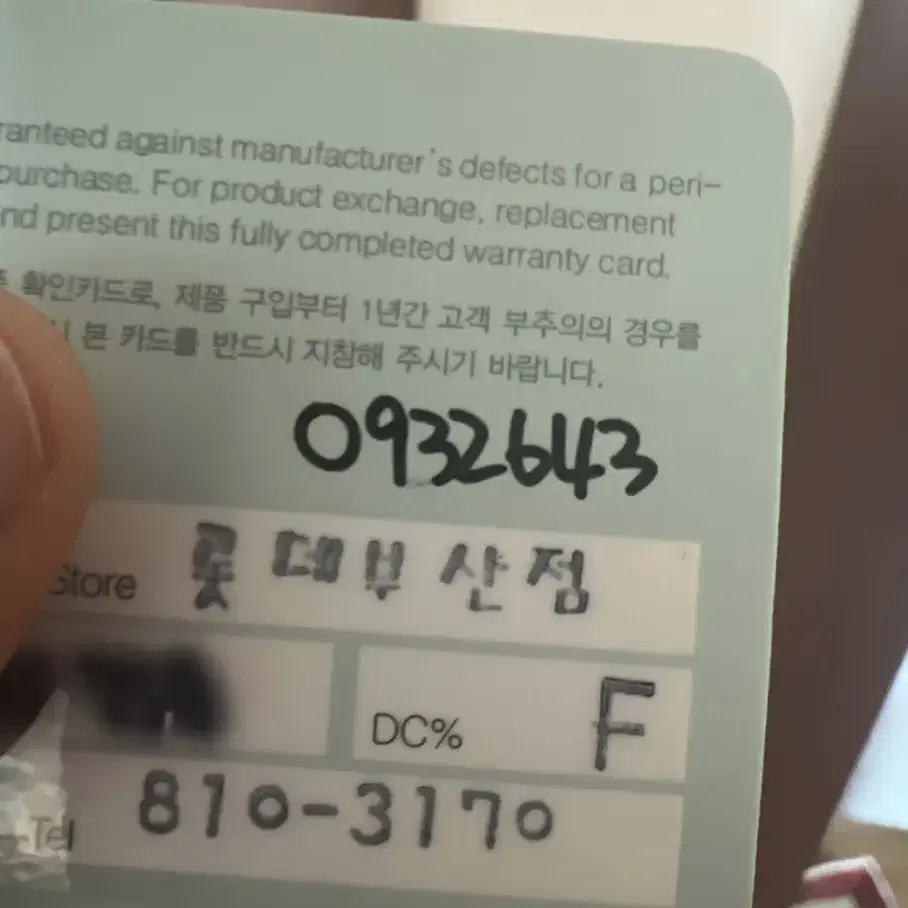 ranteed against manufacturer's defects for a peri-
purchase. For product exchange, replacement
nd present this fully completed warranty card.
확인카드로, 제품 구입부터 1년간 고객 부주의의 경우를
본 카드를 반드시 지참해 주시기 바랍니다.
0932643
Store 롯데부산점
DC% F
Tel 810-3170